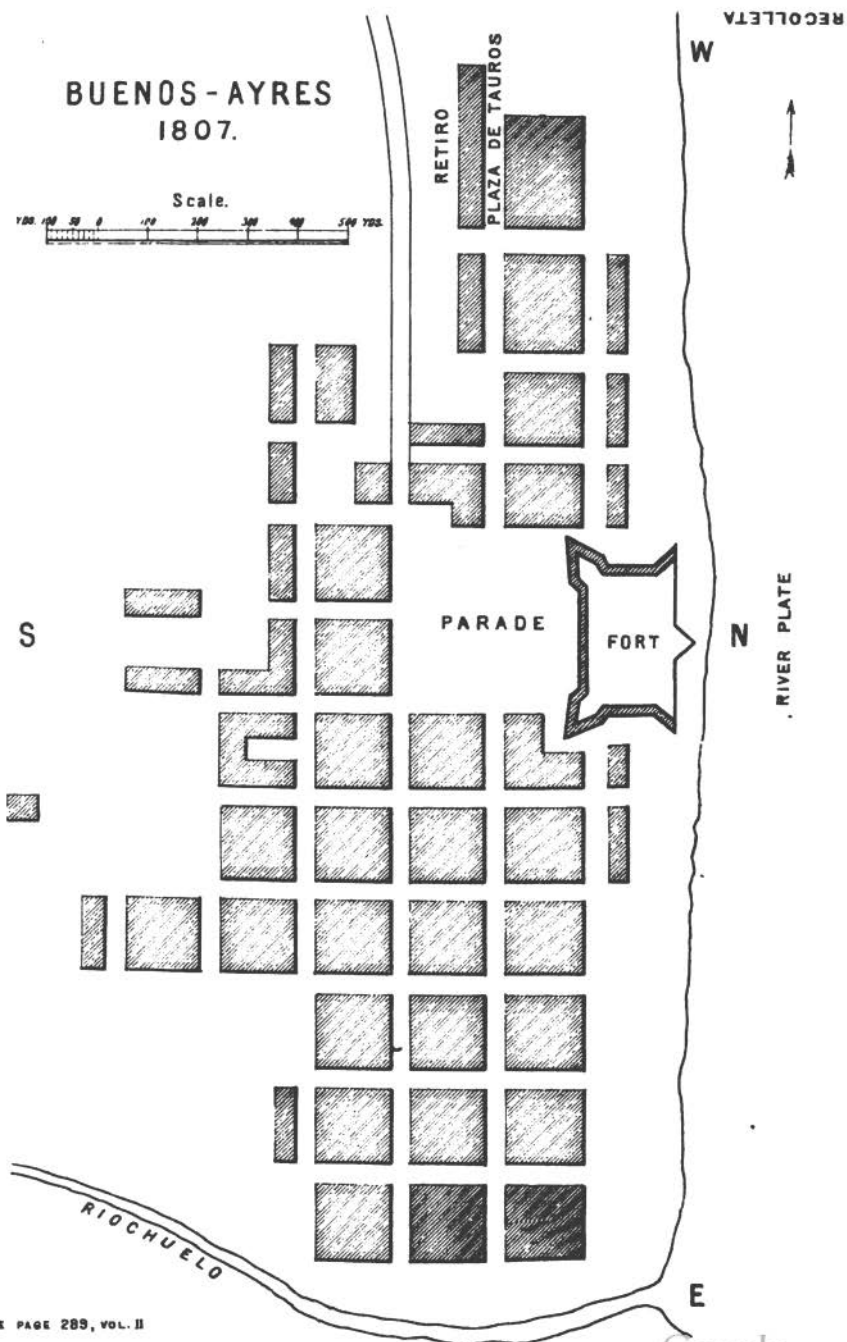 BUENOS-AYRES
1807.
Scale.
YDS. 100 50 0 100 200 300 400 500 YDS.
RECOLLETA
W
RETIRO
PLAZA DE TAUROS
S
PARADE
FORT
N
RIVER PLATE
RIOCHUELO
E
PAGE 289, VOL. II